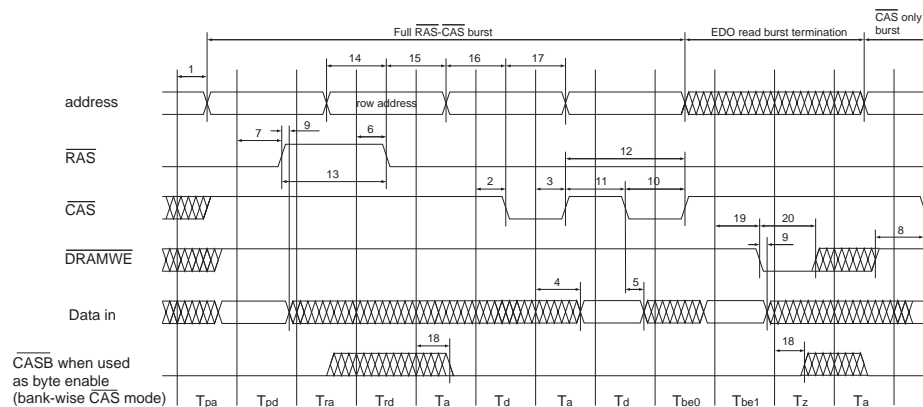 Full RAS-CAS burst
EDO read burst termination
CAS only
burst
1
14
15
16
17
address
row address
7
9
6
12
RAS
13
2
3
11
10
CAS
19
20
8
9
DRAMWE
4
5
Data in
18
18
CASB when used
as byte enable
(bank-wise CAS mode)
Tpa Tpd Tra Trd Ta Td Ta Td Tbe0 Tbe1 Tz Ta